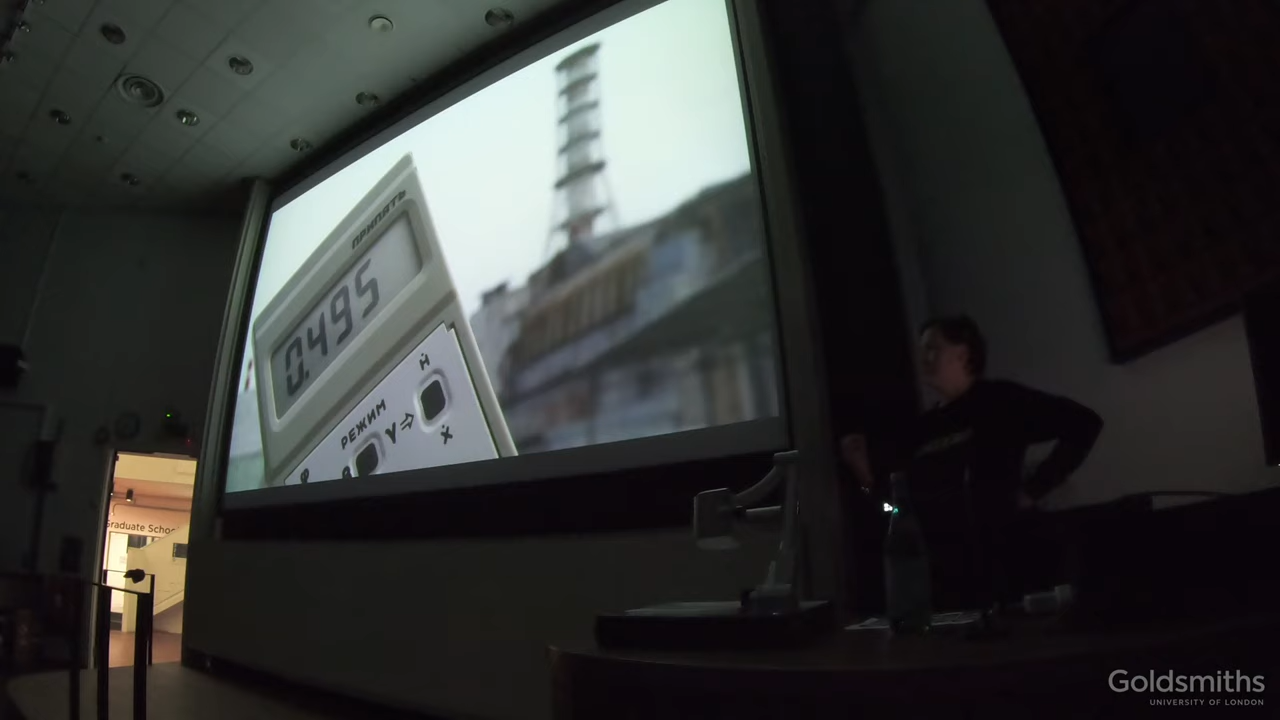 ПРИПЯТЬ
0.495
Ḣ
РЕЖИМ
γ
Ẋ
φ
Graduate School
Goldsmiths
UNIVERSITY OF LONDON